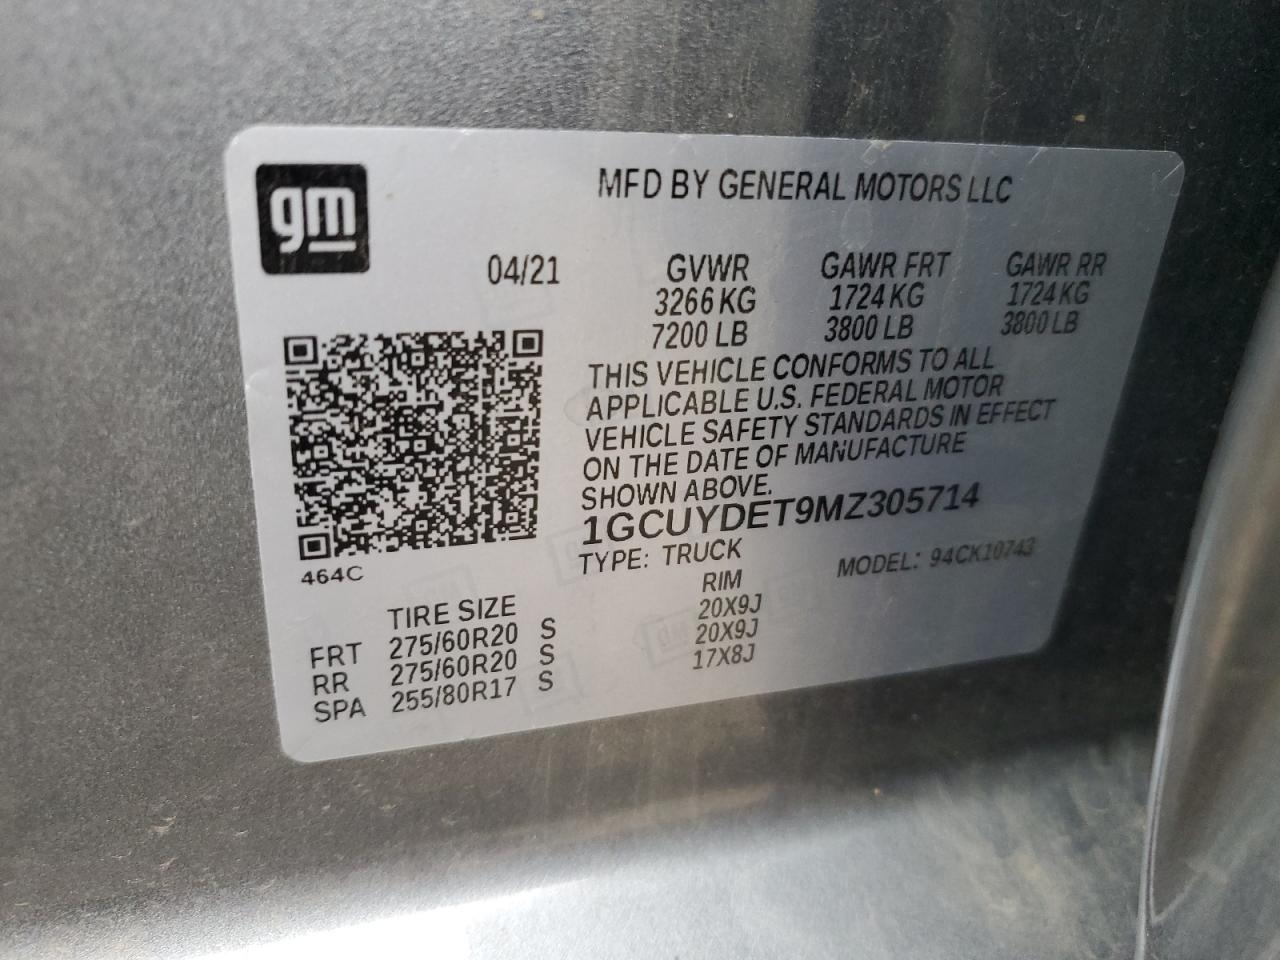 gm
MFD BY GENERAL MOTORS LLC
04/21
GVWR GAWR FRT GAWR RR
3266 KG 1724 KG 1724 KG
7200 LB 3800 LB 3800 LB
THIS VEHICLE CONFORMS TO ALL
APPLICABLE U.S. FEDERAL MOTOR
VEHICLE SAFETY STANDARDS IN EFFECT
ON THE DATE OF MANUFACTURE
SHOWN ABOVE.
1GCUYDET9MZ305714
TYPE: TRUCK MODEL: 94CK10743
464C
TIRE SIZE RIM
FRT 275/60R20 S 20X9J
RR 275/60R20 S 20X9J
SPA 255/80R17 S 17X8J